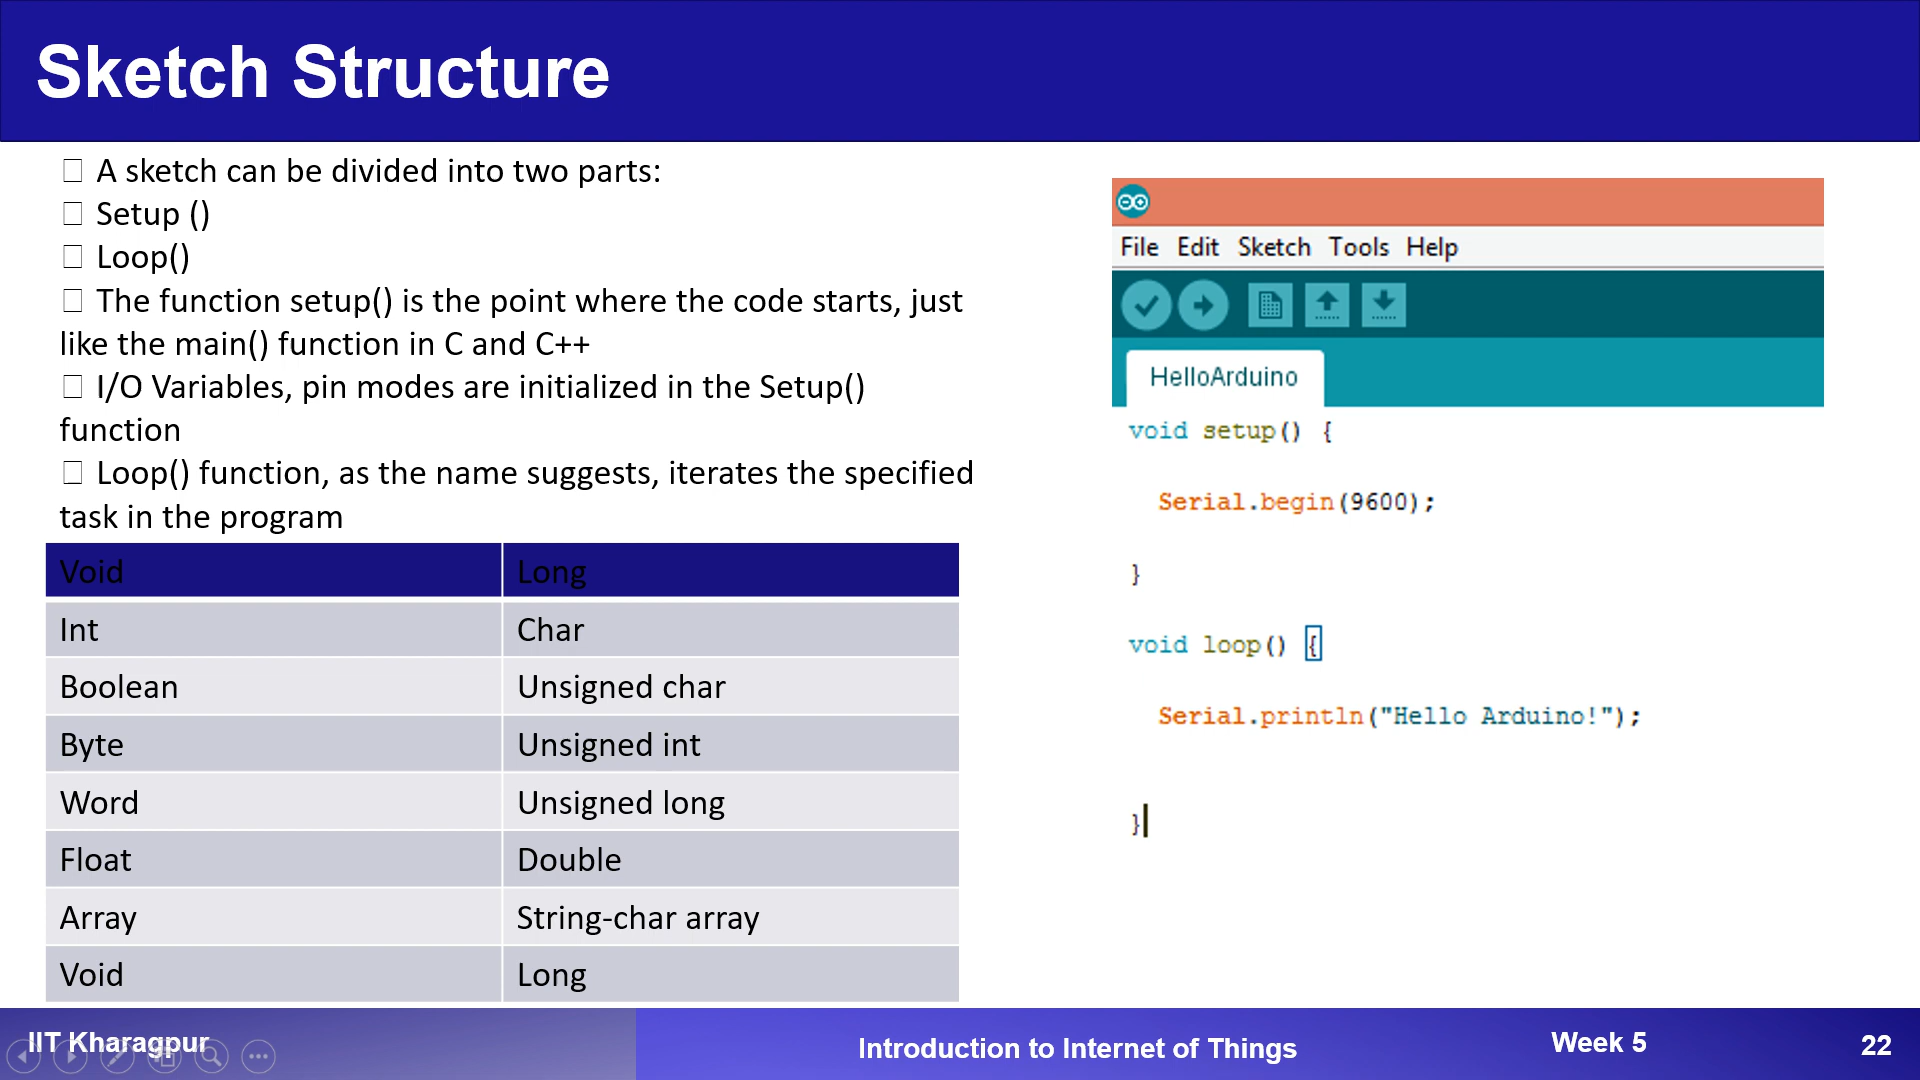 Sketch Structure
A sketch can be divided into two parts:
Setup ()
Loop()
The function setup() is the point where the code starts, just
like the main() function in C and C++
I/O Variables, pin modes are initialized in the Setup()
function
Loop() function, as the name suggests, iterates the specified
task in the program
Void Long
Int Char
Boolean Unsigned char
Byte Unsigned int
Word Unsigned long
Float Double
Array String-char array
Void Long
File Edit Sketch Tools Help
HelloArduino
void setup() {
Serial.begin(9600);
}
void loop() {
Serial.println("Hello Arduino!");
}
IIT Kharagpur
Introduction to Internet of Things
Week 5
22